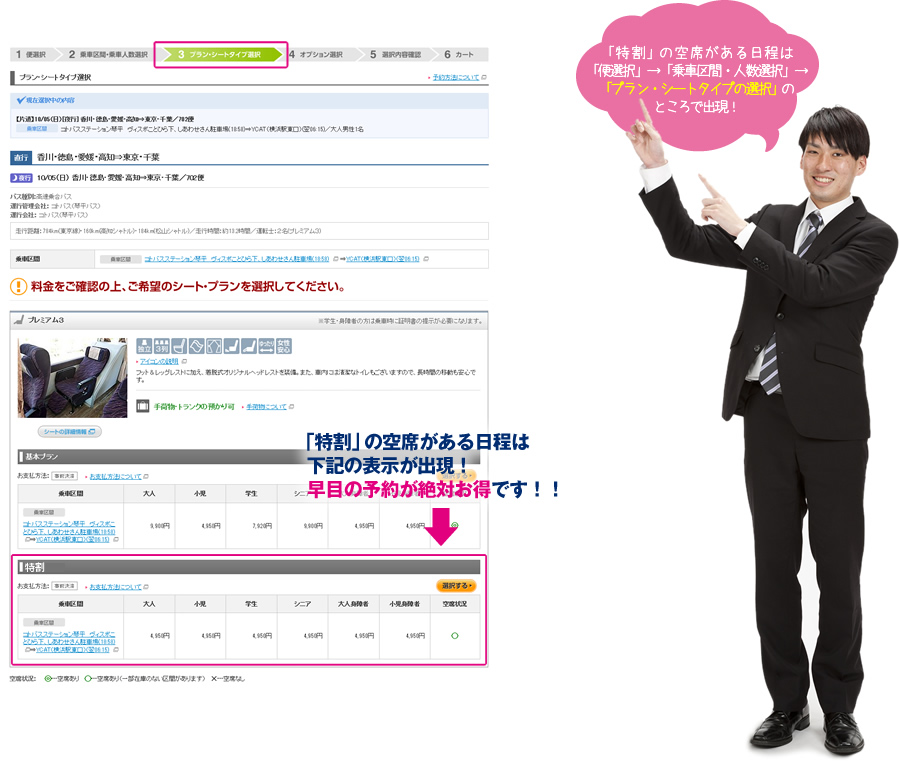 1 便選択
2 乗車区間・乗車人数選択
3 プラン・シートタイプ選択
4 オプション選択
5 選択内容確認
6 カート
プラン・シートタイプ選択
予約方法について
現在選択中の内容
【片道】10/05(日)【夜行】 香川・徳島・愛媛・高知⇒東京・千葉／702便
乗車区間 コトバスステーション琴平 ヴィスポことひら下、しあわせさん駐車場(18:50)⇒YCAT(横浜駅東口)(翌06:15)／大人男性1名
直行 香川・徳島・愛媛・高知⇒東京・千葉
夜行 10/05(日) 香川・徳島・愛媛・高知⇒東京・千葉／702便
バス種別:高速乗合バス
運行管理会社: コトバス(琴平バス)
運行会社: コトバス(琴平バス)
乗車区間
乗車区間 コトバスステーション琴平 ヴィスポことひら下、しあわせさん駐車場(18:50) ⇒YCAT(横浜駅東口)(翌06:15)
料金をご確認の上、ご希望のシート・プランを選択してください。
プレミアム3
※学生・身障者の方は乗車時に証明書の提示が必要になります。
独立 3列 ゆったり 女性安心
アイコンの説明
フット&レッグレストに加え、着脱式オリジナルヘッドレストを装備。また、車内には清潔なトイレもございますので、長時間の移動も安心です。
手荷物・トランクの預かり可
手荷物について
シートの詳細情報
基本プラン
お支払方法: 事前決済 お支払方法について
乗車区間 大人 小児 学生 シニア
乗車区間
コトバスステーション琴平 ヴィスポこ
とひら下、しあわせさん駐車場(18:50)
⇒YCAT(横浜駅東口)(翌06:15)
9,900円 4,950円 7,920円 9,900円 4,950円 4,950円 ◎
「特割」の空席がある日程は
下記の表示が出現！
早目の予約が絶対お得です！！
特割
お支払方法: 事前決済 お支払方法について
選択する
乗車区間 大人 小児 学生 シニア 大人身障者 小児身障者 空席状況
乗車区間
コトバスステーション琴平 ヴィスポこ
とひら下、しあわせさん駐車場(18:50)
⇒YCAT(横浜駅東口)(翌06:15)
4,950円 4,950円 4,950円 4,950円 4,950円 4,950円 ○
空席状況: ◎…空席あり ○…空席あり(一部在庫のない区間があります) ×…空席なし
「特割」の空席がある日程は
「便選択」→「乗車区間・人数選択」→
「プラン・シートタイプの選択」の
ところで出現！